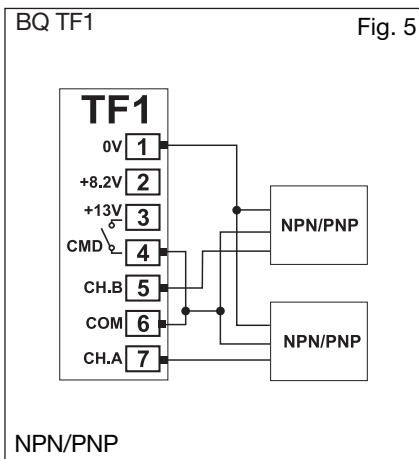 BQ TF1
Fig. 5
TF1
0V 1
+8.2V 2
+13V 3
CMD 4
CH.B 5
COM 6
CH.A 7
NPN/PNP
NPN/PNP
NPN/PNP